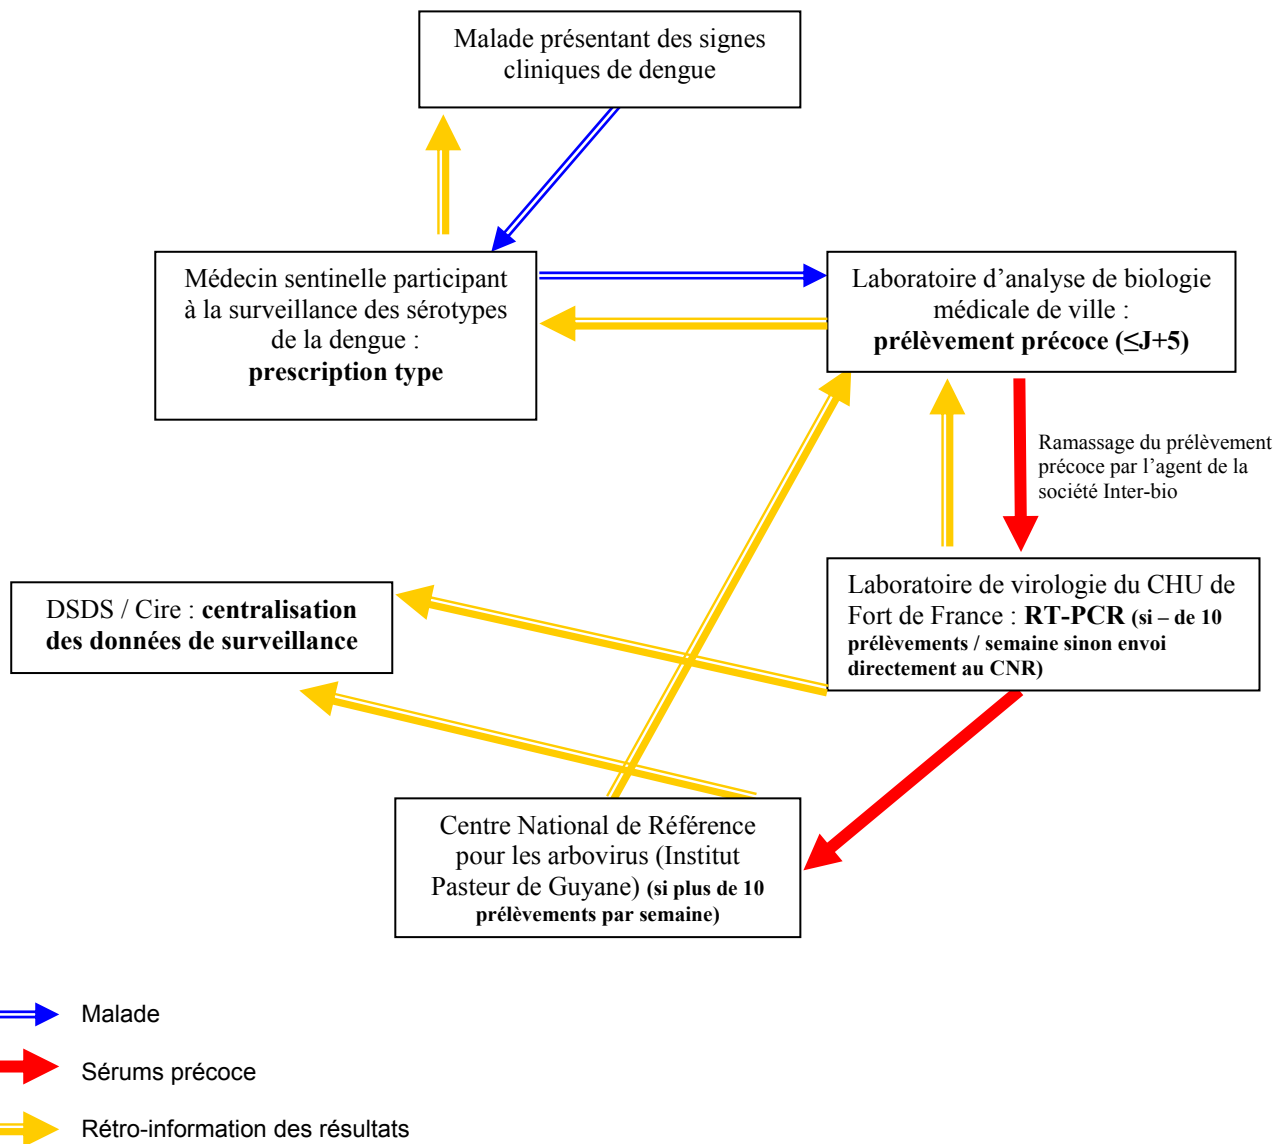 Malade présentant des signes
cliniques de dengue
Médecin sentinelle participant
à la surveillance des sérotypes
de la dengue :
prescription type
Laboratoire d’analyse de biologie
médicale de ville :
prélèvement précoce (≤J+5)
Ramassage du prélèvement
précoce par l’agent de la
société Inter-bio
DSDS / Cire : centralisation
des données de surveillance
Laboratoire de virologie du CHU de
Fort de France : RT-PCR (si – de 10
prélèvements / semaine sinon envoi
directement au CNR)
Centre National de Référence
pour les arbovirus (Institut
Pasteur de Guyane) (si plus de 10
prélèvements par semaine)
Malade
Sérums précoce
Rétro-information des résultats